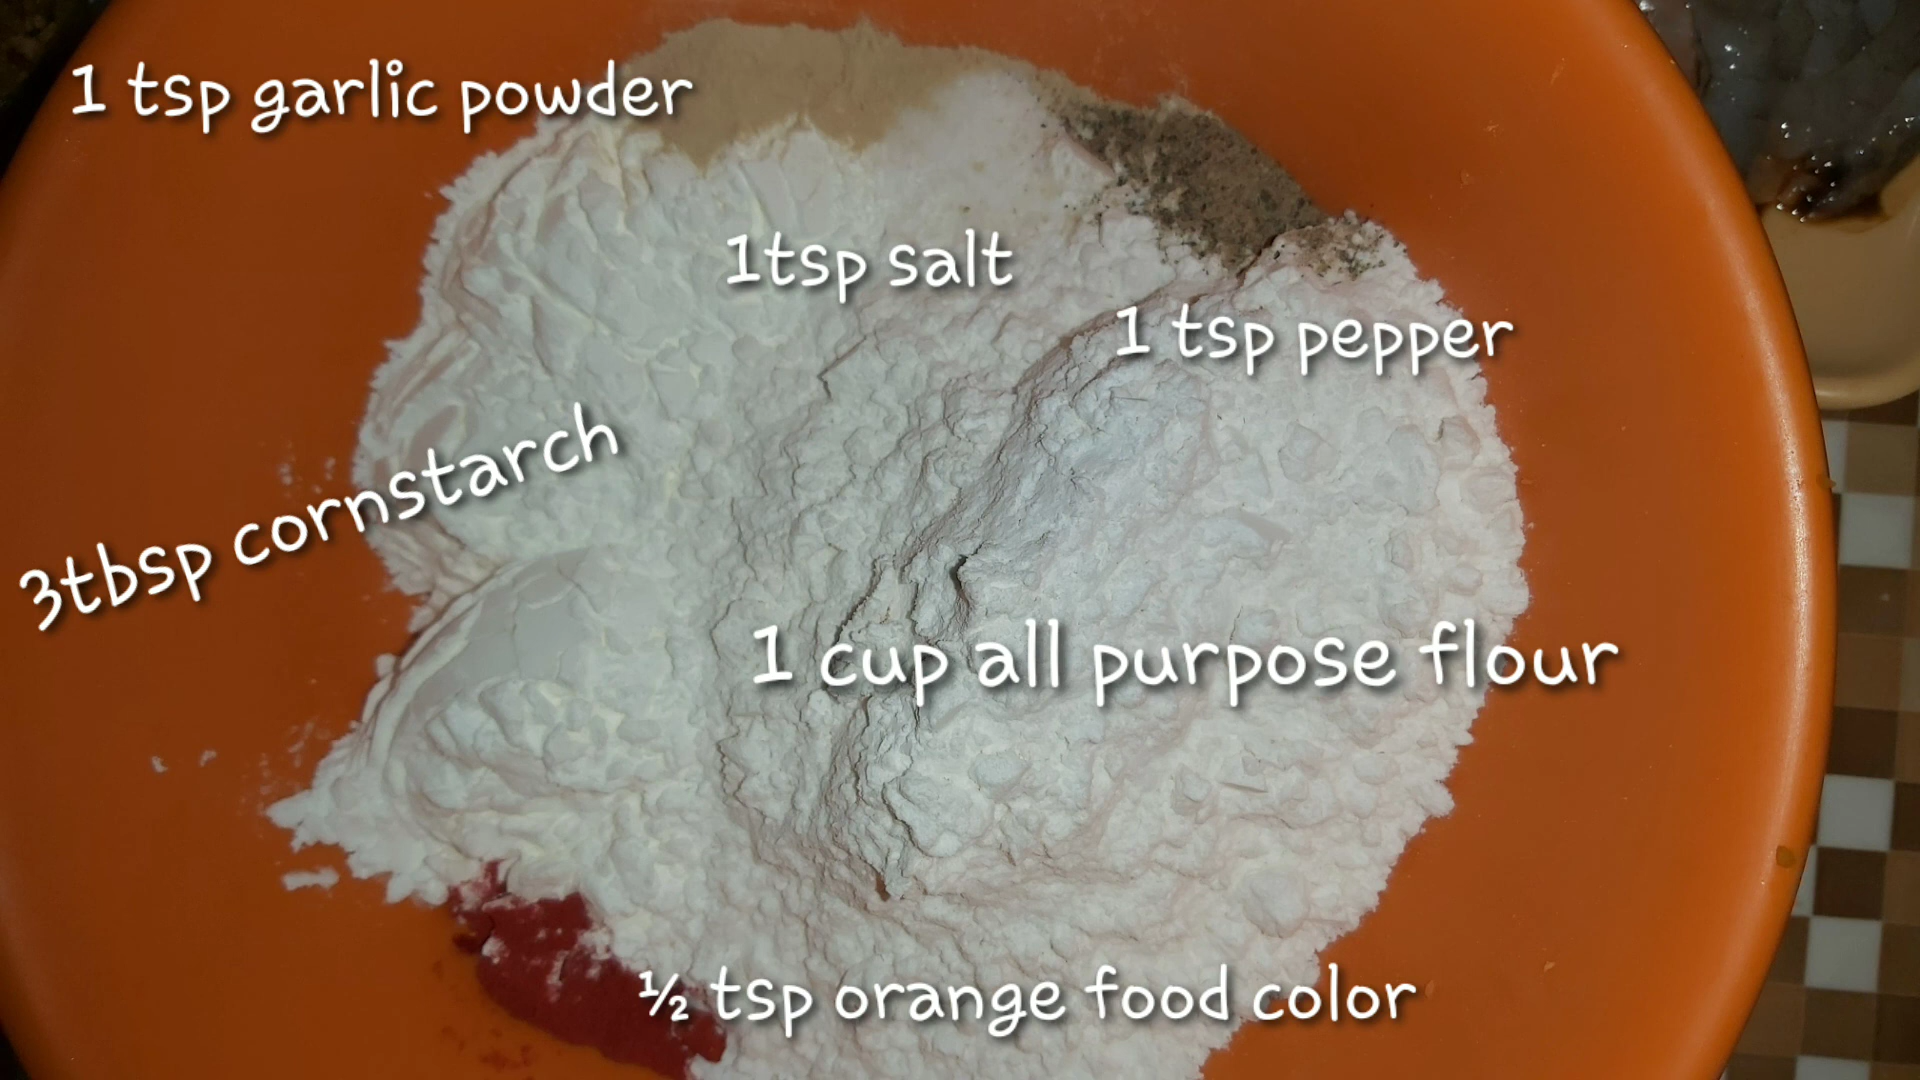 1 tsp garlic powder
1tsp salt
1 tsp pepper
3tbsp cornstarch
1 cup all purpose flour
½ tsp orange food color